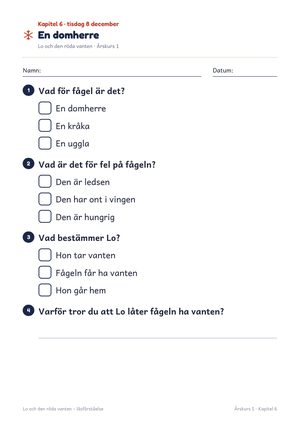 Kapitel 6 · tisdag 8 december
En domherre
Lo och den röda vanten · Årskurs 1
Namn: Datum:
1 Vad för fågel är det?
En domherre
En kråka
En uggla
2 Vad är det för fel på fågeln?
Den är ledsen
Den har ont i vingen
Den är hungrig
3 Vad bestämmer Lo?
Hon tar vanten
Fågeln får ha vanten
Hon går hem
4 Varför tror du att Lo låter fågeln ha vanten?
Lo och den röda vanten – läsförståelse Årskurs 1 · Kapitel 6